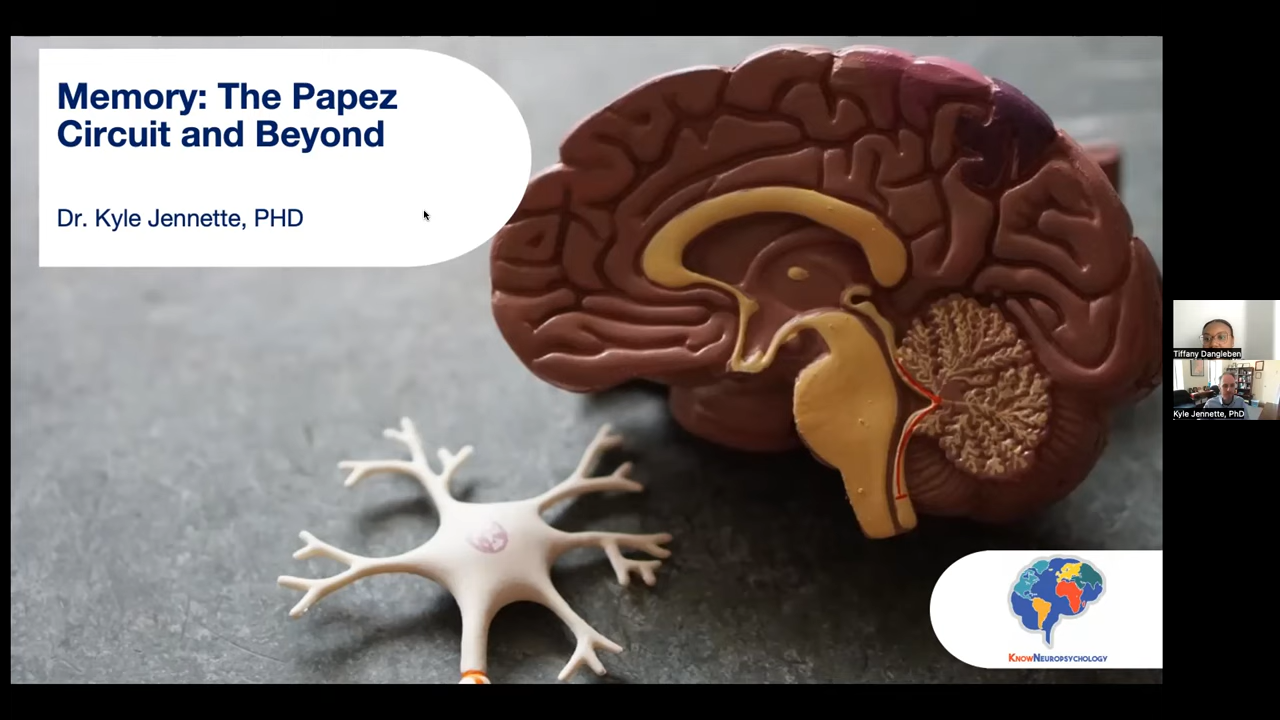 Memory: The Papez
Circuit and Beyond
Dr. Kyle Jennette, PHD
Tiffany Dangleben
Kyle Jennette, PhD
KNOWNEUROPSYCHOLOGY